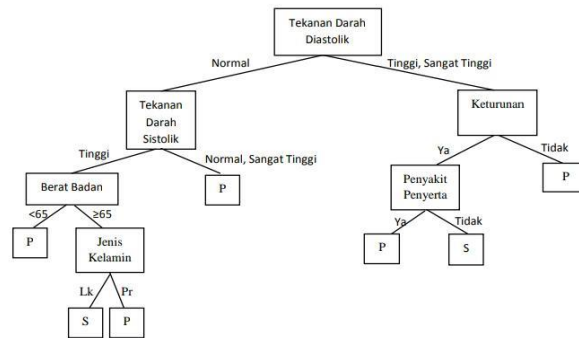 Tekanan Darah
Diastolik
Normal
Tinggi, Sangat Tinggi
Tekanan
Darah
Sistolik
Keturunan
Tinggi
Normal, Sangat Tinggi
Ya
Tidak
Berat Badan
P
Penyakit
Penyerta
P
<65
≥65
Ya
Tidak
P
Jenis
Kelamin
P
S
Lk
Pr
S
P